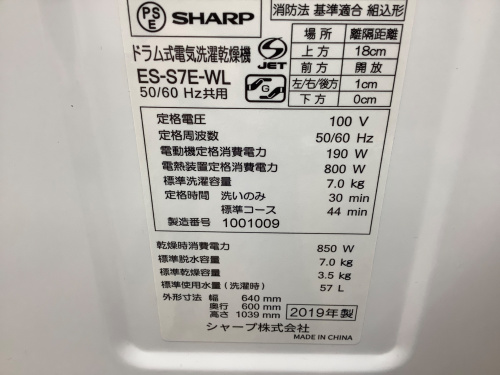 PS
E
SHARP
消防法 基準適合 組込形
場所 離隔距離
上方 18cm
前方 開放
左/右/後方 1cm
下方 0cm
ドラム式電気洗濯乾燥機
ES-S7E-WL
50/60 Hz共用
JET
定格電圧 100 V
定格周波数 50/60 Hz
電動機定格消費電力 190 W
電熱装置定格消費電力 800 W
標準洗濯容量 7.0 kg
定格時間 洗いのみ 30 min
標準コース 44 min
製造番号 1001009
乾燥時消費電力 850 W
標準脱水容量 7.0 kg
標準乾燥容量 3.5 kg
標準使用水量(洗濯時) 57 L
外形寸法 幅 640 mm
奥行 600 mm
高さ 1039 mm
2019年製
シャープ株式会社
MADE IN CHINA